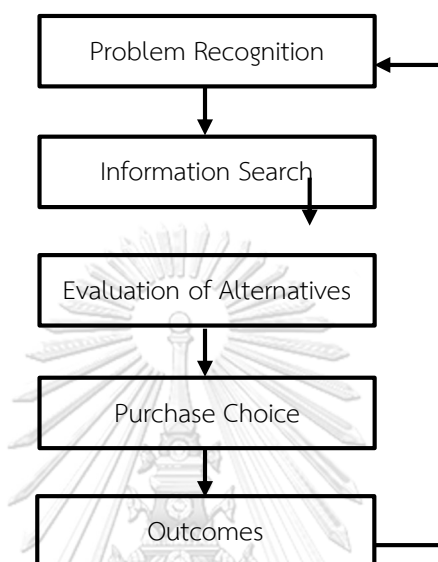 Problem Recognition
Information Search
Evaluation of Alternatives
Purchase Choice
Outcomes